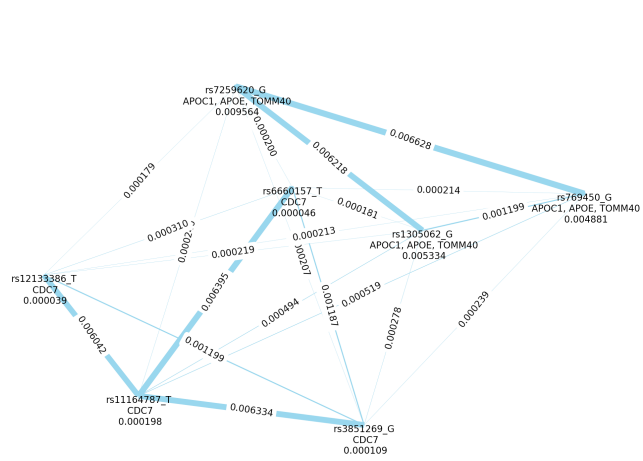 rs7259620_G
APOC1, APOE, TOMM40
0.009564
0.000200
0.006628
0.006218
0.000179
rs6660157_T
CDC7
0.000046
0.000214
rs769450_G
APOC1, APOE, TOMM40
0.004881
0.000181
0.001199
0.000310
0.000213
rs1305062_G
APOC1, APOE, TOMM40
0.005334
0.000219
rs12133386_T
CDC7
0.000039
0.006395
0.001187
0.000519
0.000494
0.000239
0.000278
0.006042
0.001199
rs11164787_T
CDC7
0.000198
0.006334
rs3851269_G
CDC7
0.000109